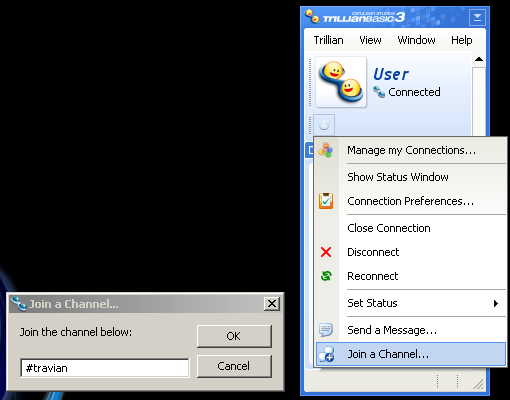 cerulean studios
TRILLIANBASIC3
Trillian View Window Help
User
Connected
Manage my Connections...
Show Status Window
Connection Preferences...
Close Connection
Disconnect
Reconnect
Set Status
Send a Message...
Join a Channel...
Join a Channel...
Join the channel below:
OK
#travian
Cancel